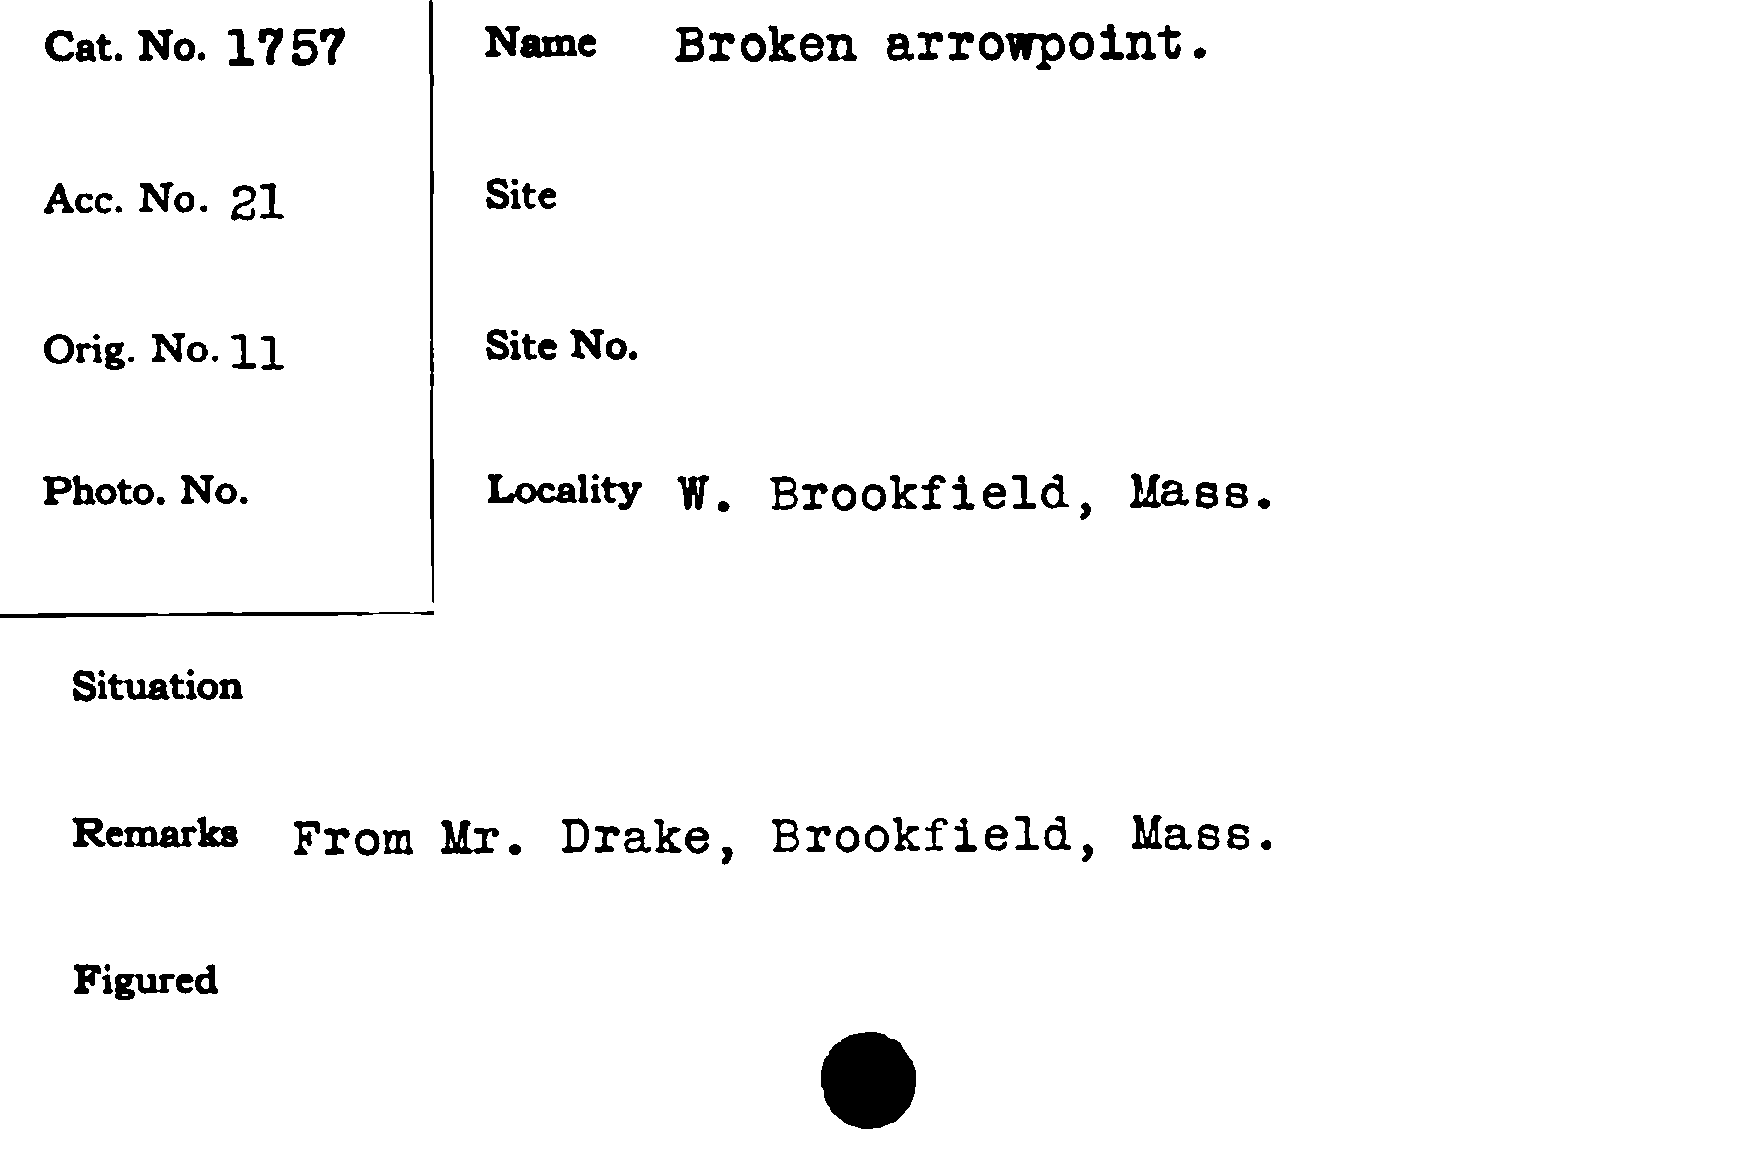 Cat. No. 1757
Name Broken arrowpoint.
Acc. No. 21
Site
Orig. No. 11
Site No.
Photo. No.
Locality W. Brookfield, Mass.
Situation
Remarks From Mr. Drake, Brookfield, Mass.
Figured